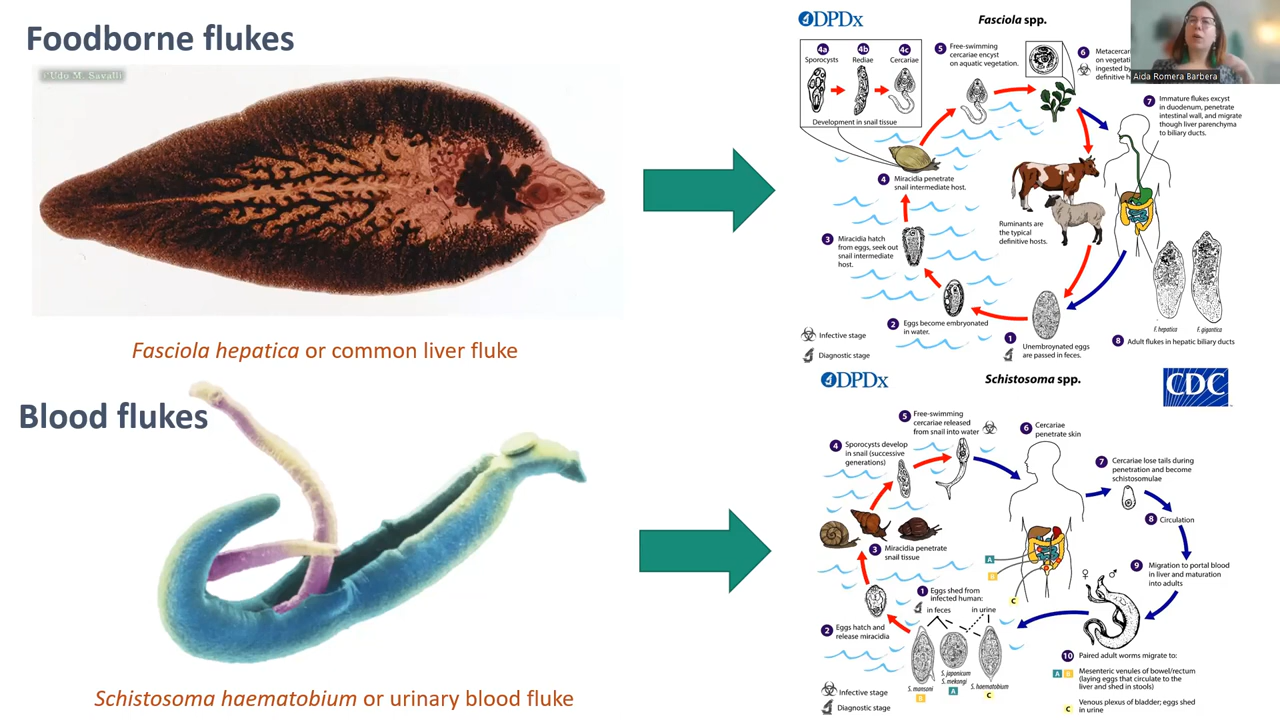 Foodborne flukes
Udo M. Savalli
Fasciola hepatica or common liver fluke
Blood flukes
Schistosoma haematobium or urinary blood fluke
DPDx
Fasciola spp.
4a
4b
4c
Sporocysts
Rediae
Cercariae
Development in snail tissue
5 Free-swimming
cercariae encyst
on aquatic vegetation.
6
on vegetati
ingested by
definitive h
Aida Romera Barbera
7 Immature flukes excyst
in duodenum, penetrate
intestinal wall, and migrate
though liver parenchyma
to biliary ducts.
4 Miracidia penetrate
snail intermediate host.
Ruminants are
the typical
definitive hosts.
3 Miracidia hatch
from eggs, seek out
snail intermediate
host.
2 Eggs become embryonated
in water.
1
Unembroynated eggs
are passed in feces.
F. hepatica
F. gigantica
8 Adult flukes in hepatic biliary ducts
Infective stage
Diagnostic stage
DPDx
Schistosoma spp.
CDC
5 Free-swimming
cercariae released
from snail into water
6 Cercariae
penetrate skin
4 Sporocysts develop
in snail (successive
generations)
7 Cercariae lose tails during
penetration and become
schistosomulae
8 Circulation
3 Miracidia penetrate
snail tissue
A
B
C
9 Migration to portal blood
in liver and maturation
into adults
♀
♂
1 Eggs shed from
infected human:
in feces
in urine
2 Eggs hatch and
release miracidia
S. mansoni
B
S. japonicum
S. mekongi
A
S. haematobium
C
10 Paired adult worms migrate to:
A B Mesenteric venules of bowel/rectum
(laying eggs that circulate to the
liver and shed in stools)
C Venous plexus of bladder; eggs shed
in urine
Infective stage
Diagnostic stage